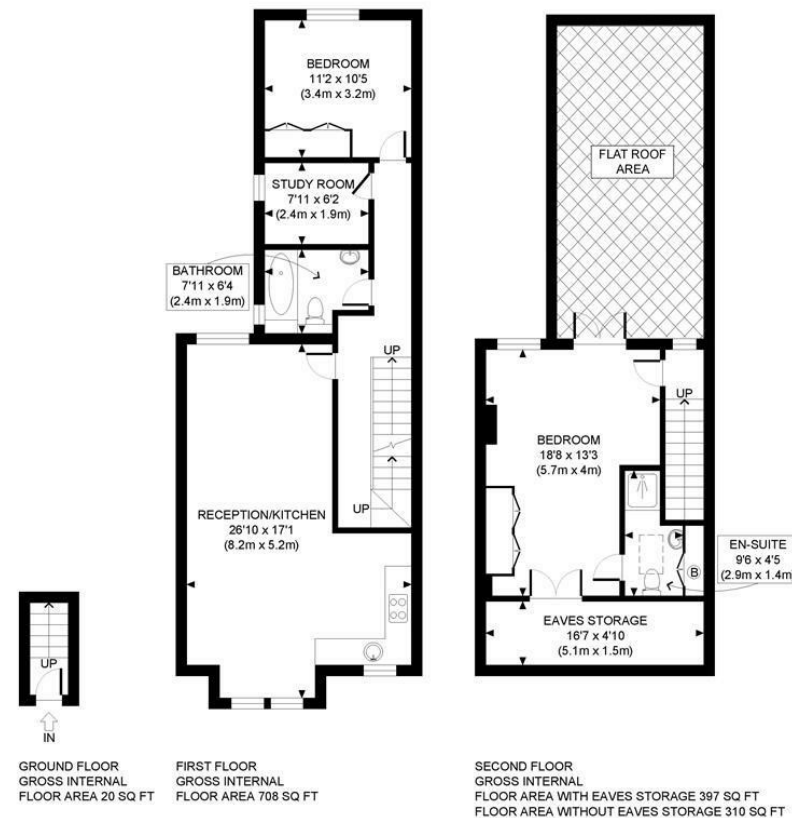 BEDROOM
11'2 x 10'5
(3.4m x 3.2m)
STUDY ROOM
7'11 x 6'2
(2.4m x 1.9m)
BATHROOM
7'11 x 6'4
(2.4m x 1.9m)
UP
UP
RECEPTION/KITCHEN
26'10 x 17'1
(8.2m x 5.2m)
FLAT ROOF
AREA
UP
BEDROOM
18'8 x 13'3
(5.7m x 4m)
EN-SUITE
9'6 x 4'5
(2.9m x 1.4m)
B
EAVES STORAGE
16'7 x 4'10
(5.1m x 1.5m)
UP
IN
GROUND FLOOR
GROSS INTERNAL
FLOOR AREA 20 SQ FT
FIRST FLOOR
GROSS INTERNAL
FLOOR AREA 708 SQ FT
SECOND FLOOR
GROSS INTERNAL
FLOOR AREA WITH EAVES STORAGE 397 SQ FT
FLOOR AREA WITHOUT EAVES STORAGE 310 SQ FT